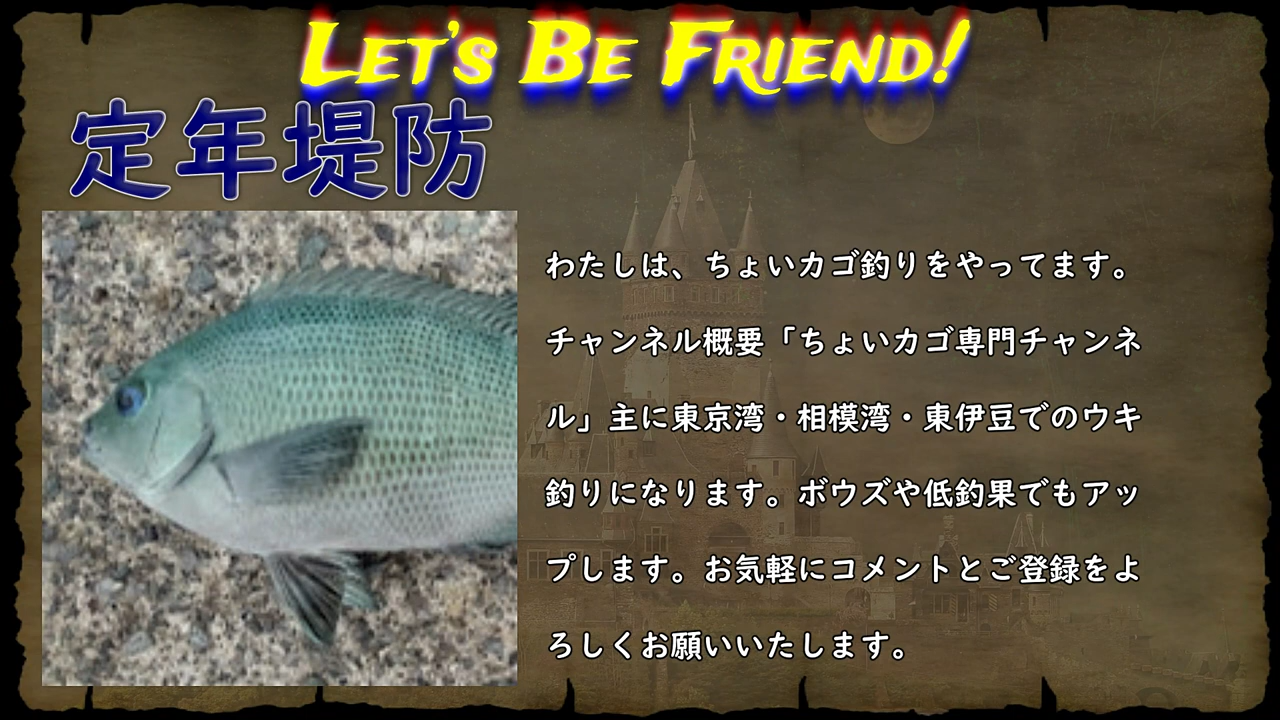 LET'S BE FRIEND!
定年堤防
わたしは、ちょいカゴ釣りをやってます。
チャンネル概要「ちょいカゴ専門チャンネ
ル」主に東京湾・相模湾・東伊豆でのウキ
釣りになります。ボウズや低釣果でもアッ
プします。お気軽にコメントとご登録をよ
ろしくお願いいたします。